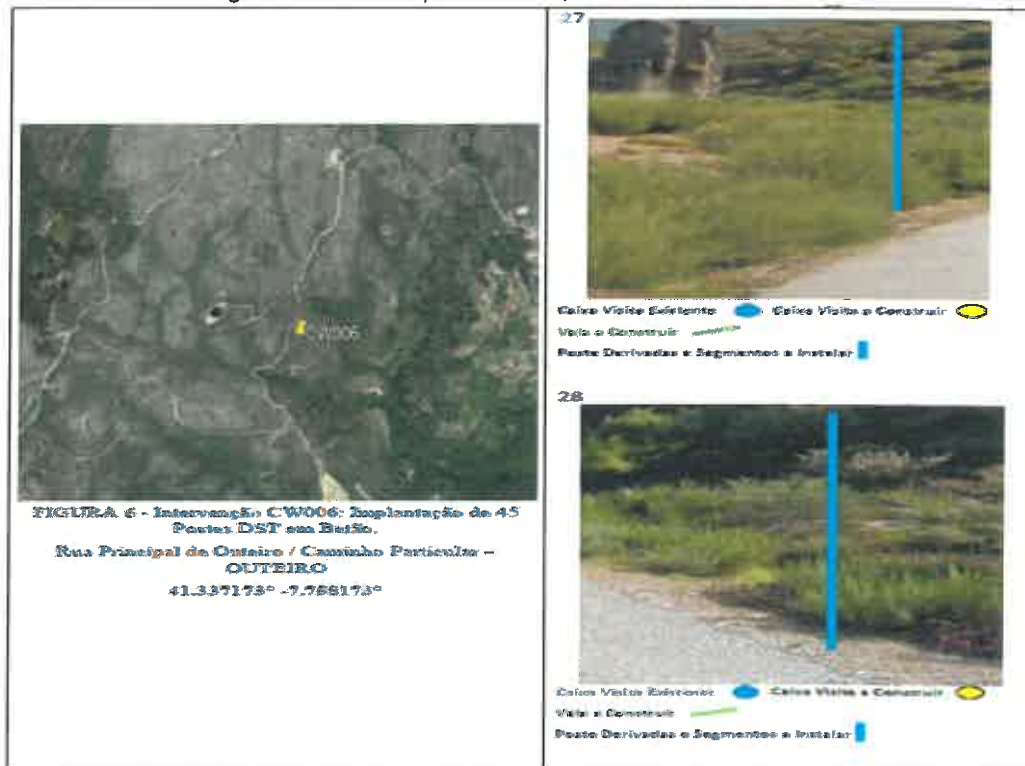 CW006
FIGURA 6 - Intervenção CW006: Implantação de 45
Postes DST em Betão.
Rua Principal de Outeiro / Caminho Particular –
OUTEIRO
41.337173° -7.758173°
27
Caixa Visita Existente Caixa Visita a Construir
Vala a Construir
Poste Derivadas e Segmentos a Instalar
28
Caixa Visita Existente Caixa Visita a Construir
Vala a Construir
Poste Derivadas e Segmentos a Instalar